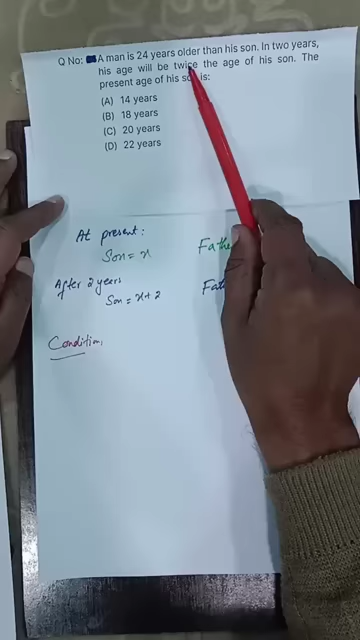 Q No: A man is 24 years older than his son. In two years,
his age will be twice the age of his son. The
present age of his son is:
(A) 14 years
(B) 18 years
(C) 20 years
(D) 22 years
At present:
Son = x
After 2 years
Son = x + 2
Condition,